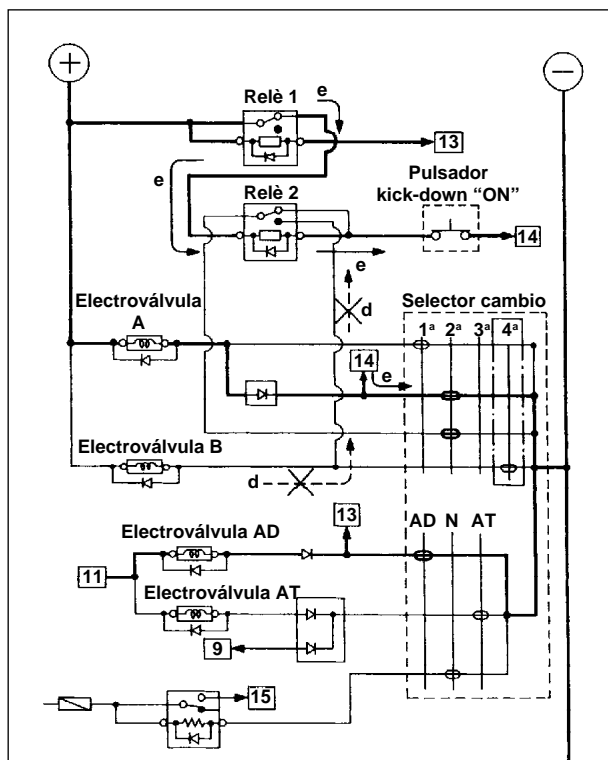 +
−
Relè 1
e
13
e
Pulsador
kick-down “ON”
Relè 2
14
e
d
Electroválvula
A
Selector cambio
1ª 2ª 3ª 4ª
14
e
Electroválvula B
d
13
AD N AT
Electroválvula AD
11
Electroválvula AT
9
15